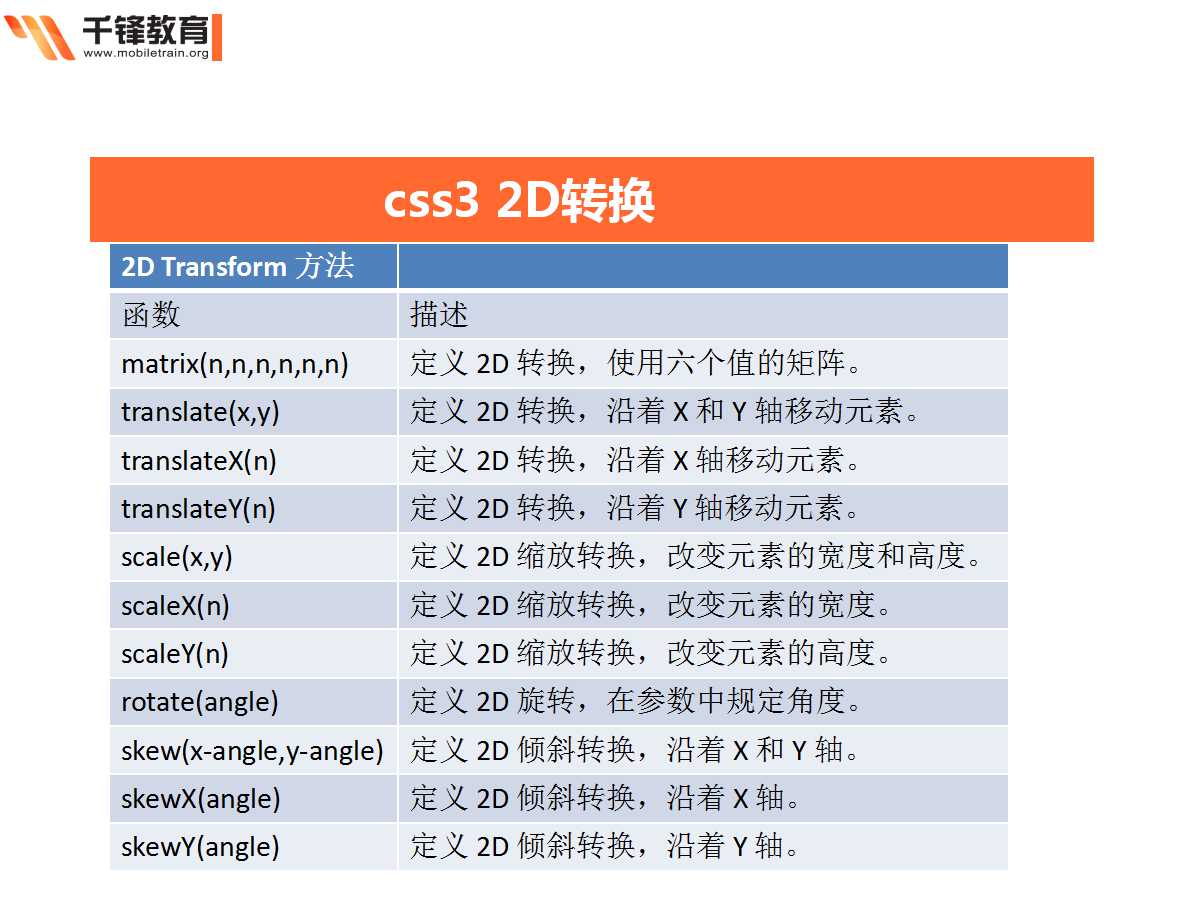 千锋教育
www.mobiletrain.org
css3 2D转换
2D Transform 方法
函数 描述
matrix(n,n,n,n,n,n) 定义 2D 转换，使用六个值的矩阵。
translate(x,y) 定义 2D 转换，沿着 X 和 Y 轴移动元素。
translateX(n) 定义 2D 转换，沿着 X 轴移动元素。
translateY(n) 定义 2D 转换，沿着 Y 轴移动元素。
scale(x,y) 定义 2D 缩放转换，改变元素的宽度和高度。
scaleX(n) 定义 2D 缩放转换，改变元素的宽度。
scaleY(n) 定义 2D 缩放转换，改变元素的高度。
rotate(angle) 定义 2D 旋转，在参数中规定角度。
skew(x-angle,y-angle) 定义 2D 倾斜转换，沿着 X 和 Y 轴。
skewX(angle) 定义 2D 倾斜转换，沿着 X 轴。
skewY(angle) 定义 2D 倾斜转换，沿着 Y 轴。